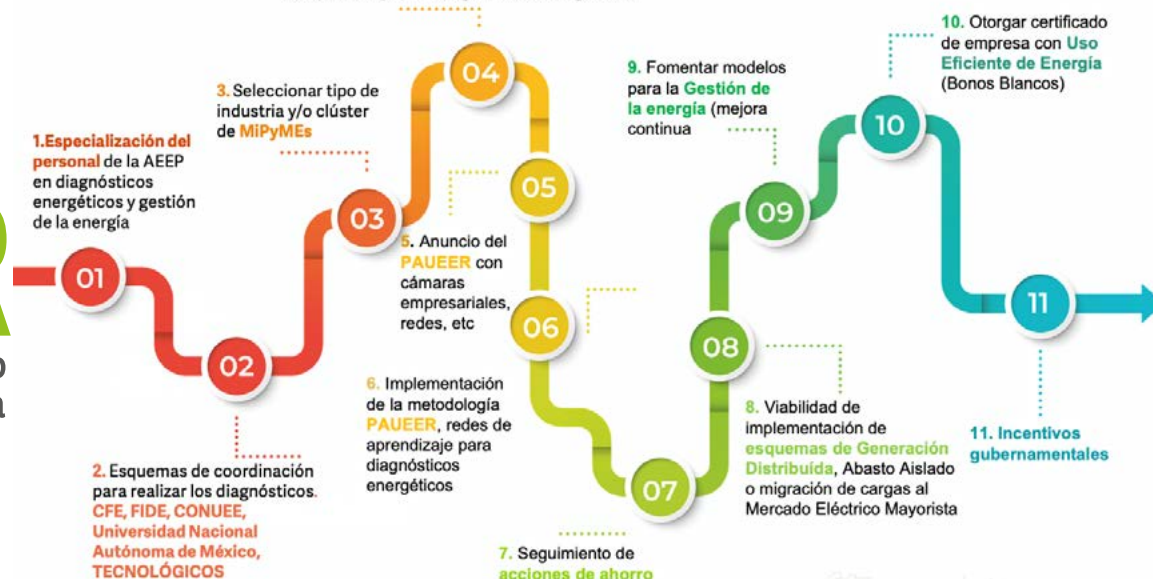 1.Especialización del
personal de la AEEP
en diagnósticos
energéticos y gestión
de la energía
01
2. Esquemas de coordinación
para realizar los diagnósticos.
CFE, FIDE, CONUEE,
Universidad Nacional
Autónoma de México,
TECNOLÓGICOS
02
3. Seleccionar tipo de
industria y/o clúster
de MiPyMEs
03
04
5. Anuncio del
PAUEER con
cámaras
empresariales,
redes, etc
05
6. Implementación
de la metodología
PAUEER, redes de
aprendizaje para
diagnósticos
energéticos
06
7. Seguimiento de
acciones de ahorro
07
8. Viabilidad de
implementación de
esquemas de Generación
Distribuída, Abasto Aislado
o migración de cargas al
Mercado Eléctrico Mayorista
08
9. Fomentar modelos
para la Gestión de
la energía (mejora
continua
09
10. Otorgar certificado
de empresa con Uso
Eficiente de Energía
(Bonos Blancos)
10
11. Incentivos
gubernamentales
11